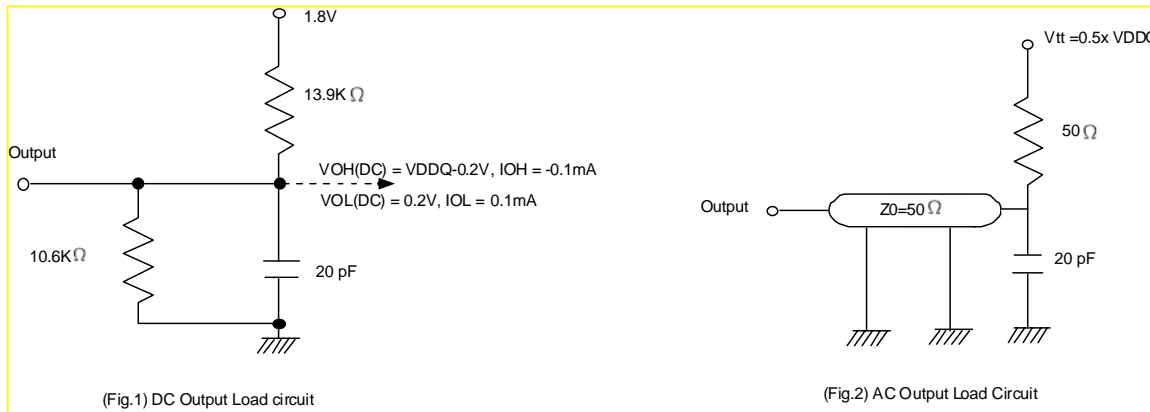 1.8V
13.9K Ω
Output
VOH(DC) = VDDQ-0.2V, IOH = -0.1mA
VOL(DC) = 0.2V, IOL = 0.1mA
10.6KΩ
20 pF
(Fig.1) DC Output Load circuit
Vtt =0.5x VDDQ
50Ω
Output
Z0=50Ω
20 pF
(Fig.2) AC Output Load Circuit